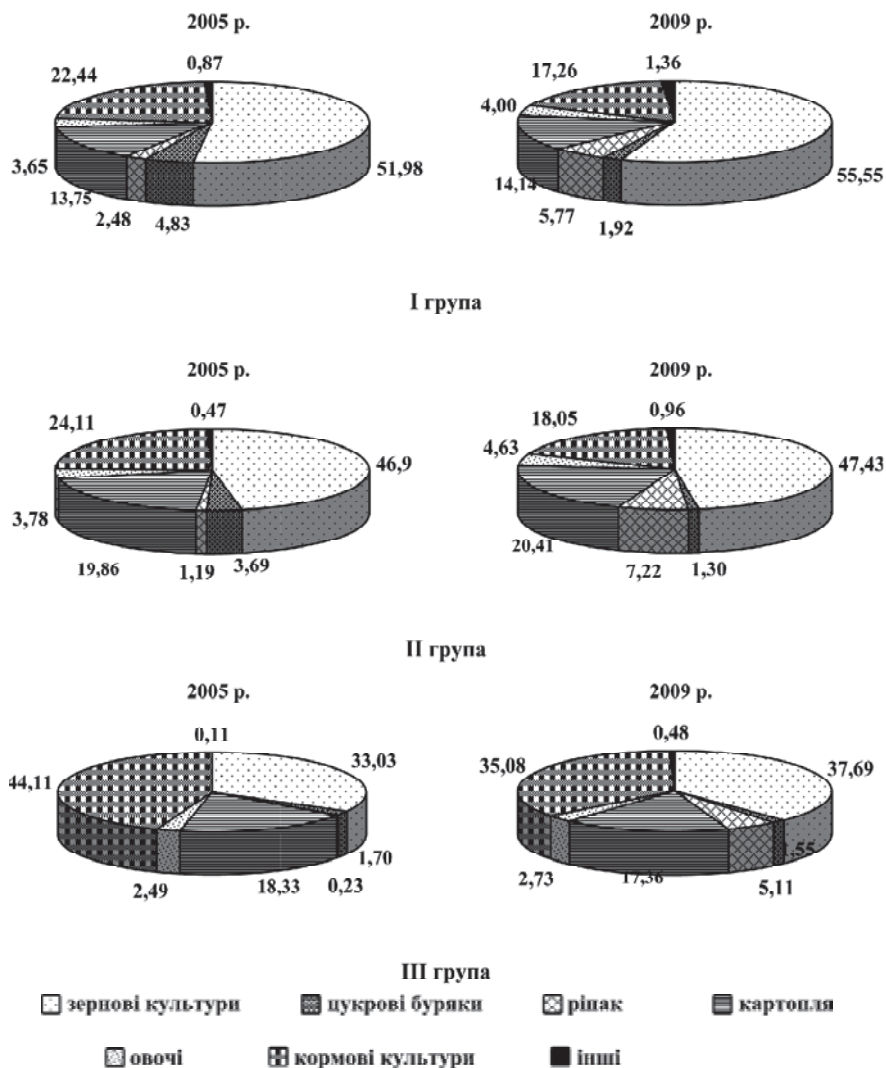 2005 р. 2009 р.
22,44 0,87 17,26 1,36
4,00
3,65 51,98 55,55
13,75 14,14
2,48 4,83 5,77 1,92
I група
2005 р. 2009 р.
24,11 0,47 18,05 0,96
46,9 4,63 47,43
3,78
19,86 1,19 3,69 20,41 7,22 1,30
II група
2005 р. 2009 р.
0,11 0,48
44,11 33,03 35,08 37,69
1,70
2,49 18,33 0,23 2,73 17,36 5,11
III група
зернові культури цукрові буряки ріпак картопля
овочі кормові культури інші